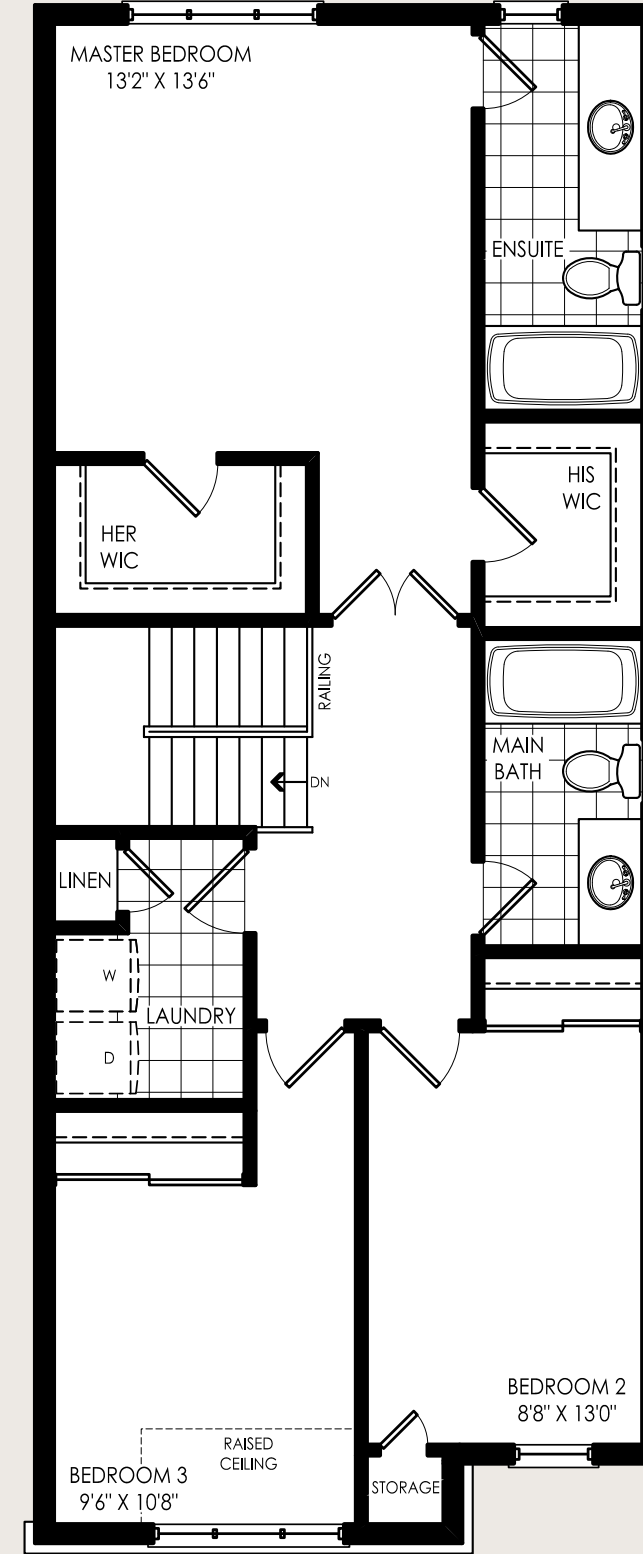 MASTER BEDROOM
13'2" X 13'6"
ENSUITE
HIS
WIC
HER
WIC
RAILING
MAIN
BATH
DN
LINEN
W
LAUNDRY
D
BEDROOM 2
8'8" X 13'0"
RAISED
CEILING
BEDROOM 3
9'6" X 10'8"
STORAGE